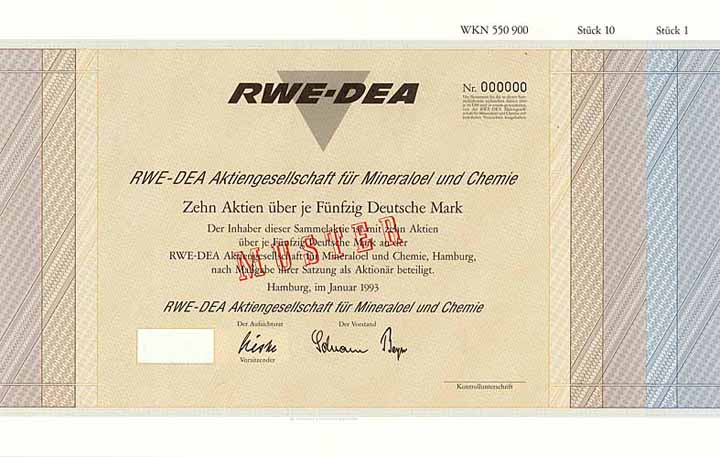 WKN 550 900 Stück 10 Stück 1
RWE-DEA
Nr. 000000
RWE-DEA Aktiengesellschaft für Mineraloel und Chemie
Zehn Aktien über je Fünfzig Deutsche Mark
Der Inhaber dieser Sammelaktie ist mit zehn Aktien
über je Fünfzig Deutsche Mark an der
RWE-DEA Aktiengesellschaft für Mineraloel und Chemie, Hamburg,
nach Maßgabe ihrer Satzung als Aktionär beteiligt.
MUSTER
Hamburg, im Januar 1993
RWE-DEA Aktiengesellschaft für Mineraloel und Chemie
Der Aufsichtsrat Der Vorstand
Vorsitzender
Kontrollunterschrift